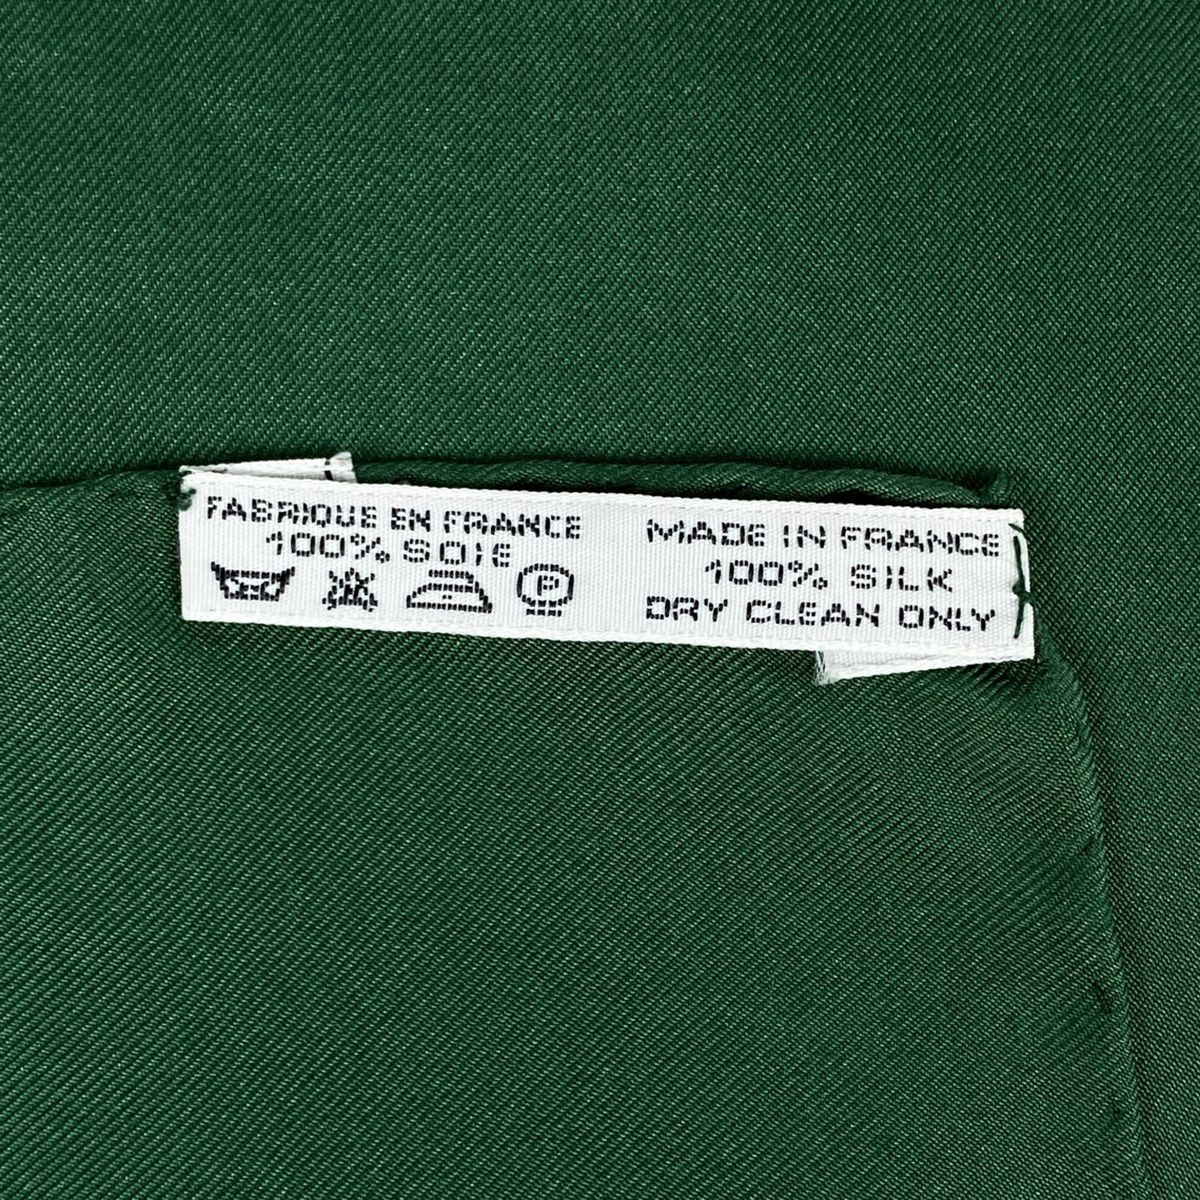 FABRIQUE EN FRANCE
100% SOIE
P
MADE IN FRANCE
100% SILK
DRY CLEAN ONLY